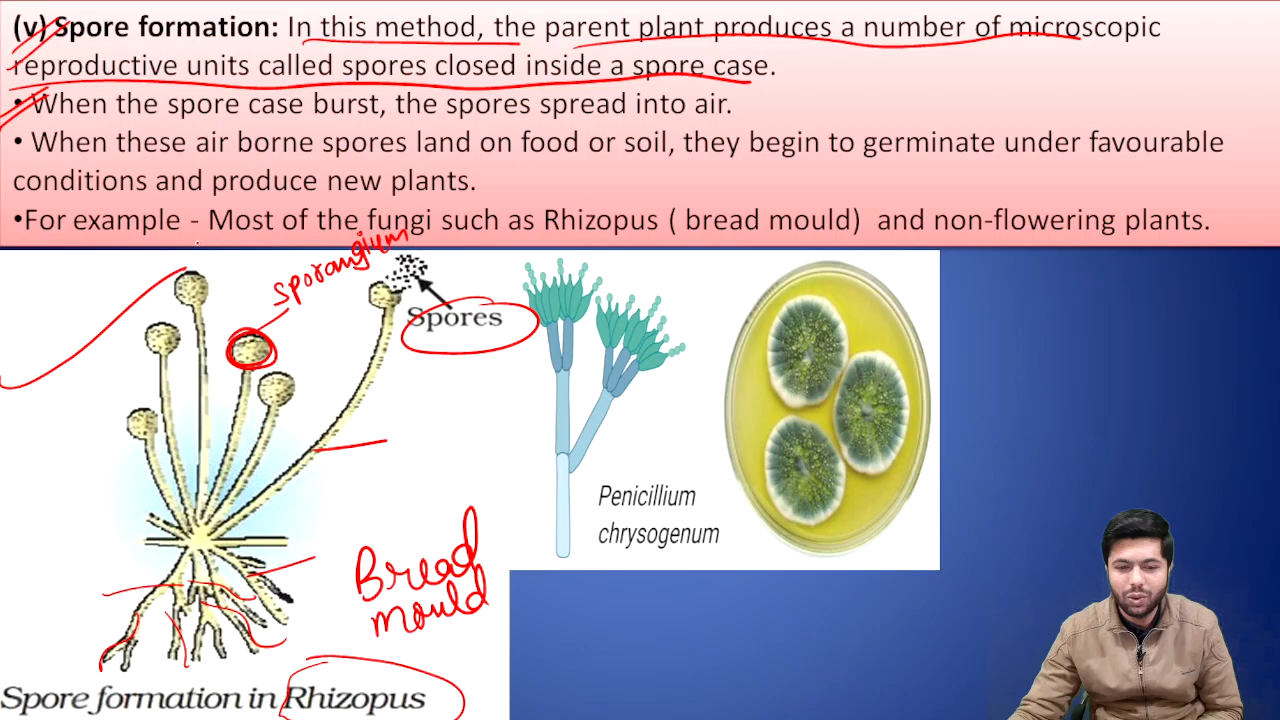 (v) Spore formation: In this method, the parent plant produces a number of microscopic
reproductive units called spores closed inside a spore case.
• When the spore case burst, the spores spread into air.
• When these air borne spores land on food or soil, they begin to germinate under favourable
conditions and produce new plants.
•For example - Most of the fungi such as Rhizopus ( bread mould) and non-flowering plants.
Sporangium
Spores
Penicillium
chrysogenum
Bread
mould
Spore formation in Rhizopus